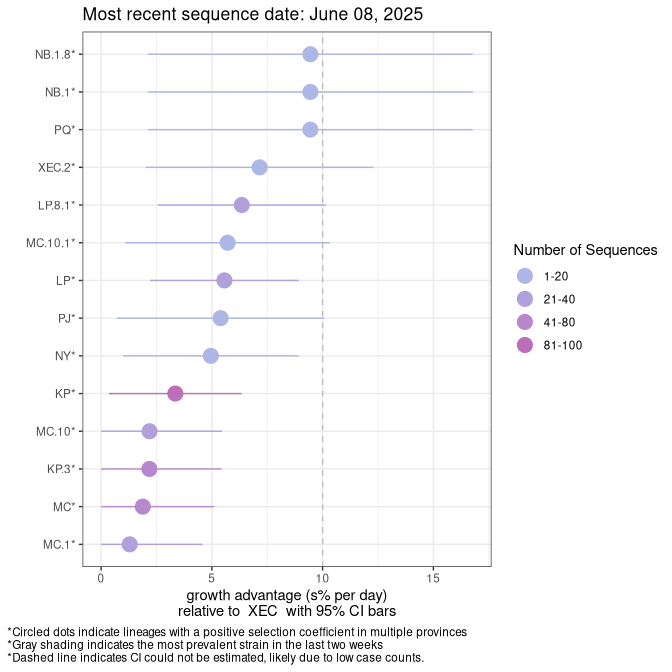 Most recent sequence date: June 08, 2025
NB.1.8*
NB.1*
PQ*
XEC.2*
LP.8.1*
MC.10.1*
LP*
PJ*
NY*
KP*
MC.10*
KP.3*
MC*
MC.1*
0 5 10 15
growth advantage (s% per day)
relative to XEC with 95% CI bars
Number of Sequences
1-20
21-40
41-80
81-100
*Circled dots indicate lineages with a positive selection coefficient in multiple provinces
*Gray shading indicates the most prevalent strain in the last two weeks
*Dashed line indicates CI could not be estimated, likely due to low case counts.